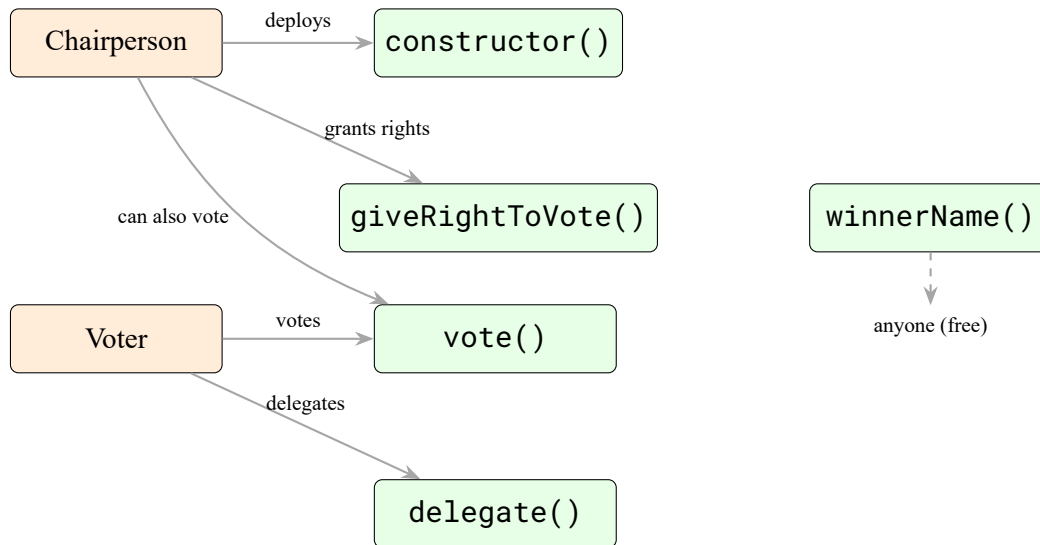 Chairperson
deploys
constructor()
grants rights
can also vote
giveRightToVote()
winnerName()
Voter
votes
vote()
anyone (free)
delegates
delegate()